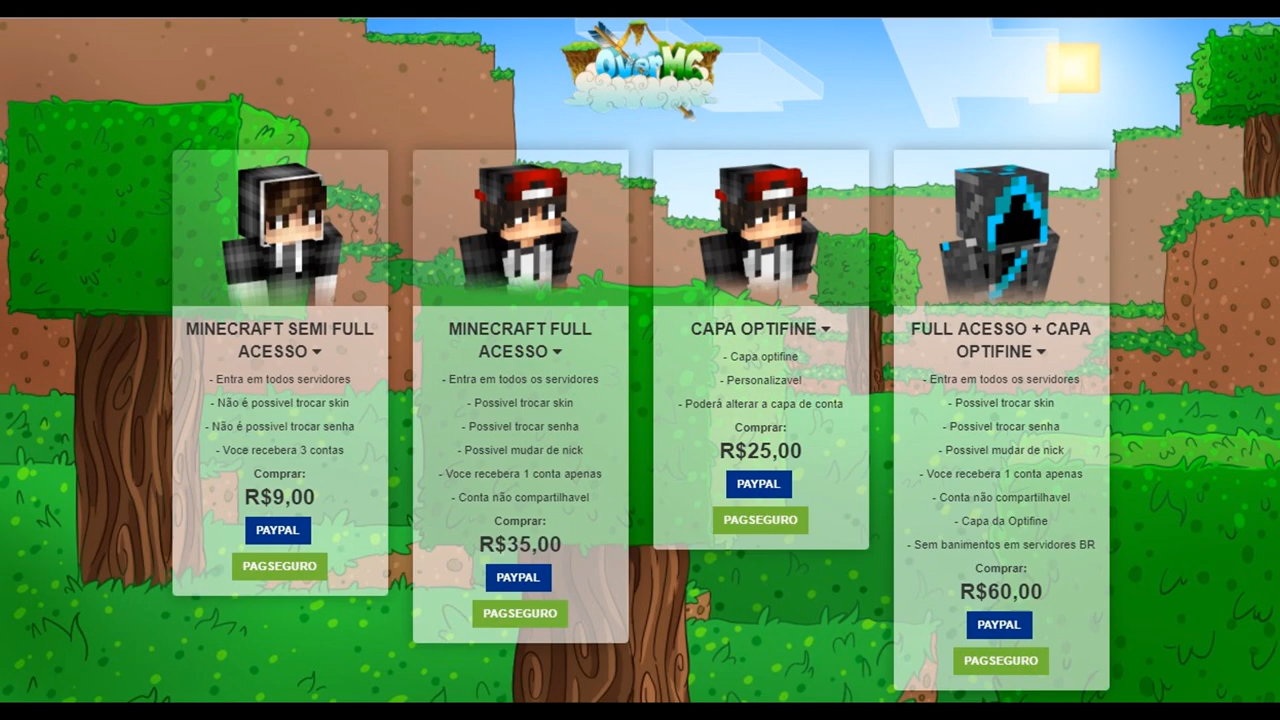 OverMC
MINECRAFT SEMI FULL
ACESSO
- Entra em todos servidores
- Não é possivel trocar skin
- Não é possivel trocar senha
- Voce recebera 3 contas
Comprar:
R$9,00
PAYPAL
PAGSEGURO
MINECRAFT FULL
ACESSO
- Entra em todos os servidores
- Possivel trocar skin
- Possivel trocar senha
- Possivel mudar de nick
- Voce recebera 1 conta apenas
- Conta não compartilhavel
Comprar:
R$35,00
PAYPAL
PAGSEGURO
CAPA OPTIFINE
- Capa optifine
- Personalizavel
- Poderá alterar a capa de conta
Comprar:
R$25,00
PAYPAL
PAGSEGURO
FULL ACESSO + CAPA
OPTIFINE
- Entra em todos os servidores
- Possivel trocar skin
- Possivel trocar senha
- Possivel mudar de nick
- Voce recebera 1 conta apenas
- Conta não compartilhavel
- Capa da Optifine
- Sem banimentos em servidores BR
Comprar:
R$60,00
PAYPAL
PAGSEGURO